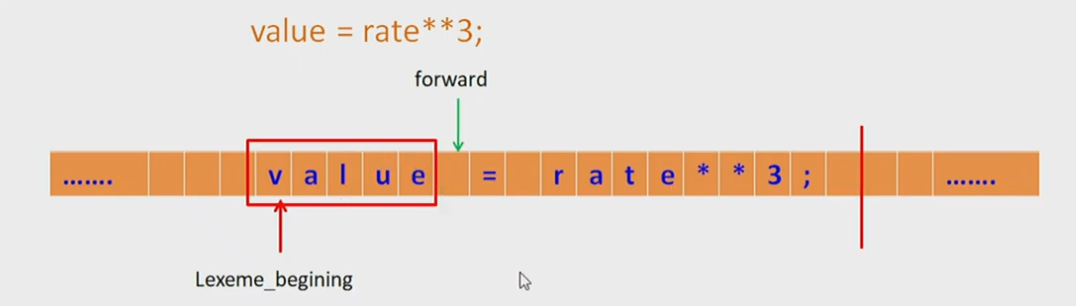 value = rate**3;
forward
....... v a l u e = r a t e * * 3 ; .......
Lexeme_begining